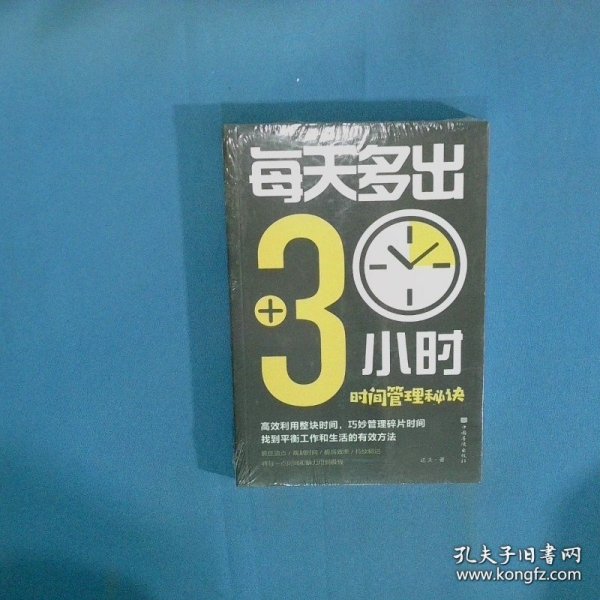 每天多出
+3
小时
时间管理秘诀
高效利用整块时间，巧妙管理碎片时间
找到平衡工作和生活的有效方法
孔夫子旧书网
www.kongfz.com